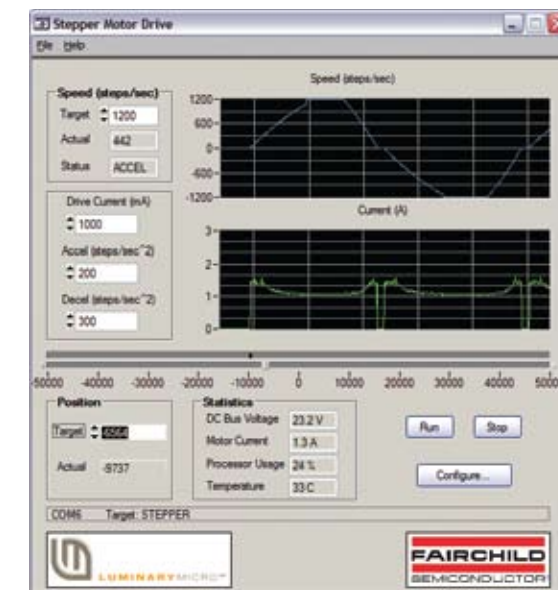 Stepper Motor Drive
File Help
Speed (steps/sec)
Target 1200
Actual 442
Status ACCEL
Drive Current (mA)
1000
Accel (steps/sec^2)
200
Decel (steps/sec^2)
300
Speed (steps/sec)
1200
600
0
-600
-1200
Current (A)
3
2
1
0
-50000 -40000 -30000 -20000 -10000 0 10000 20000 30000 40000
Position
Target
Actual -9737
Statistics
DC Bus Voltage 23.2 V
Motor Current 1.3 A
Processor Usage 24 %
Temperature 33 C
Run Stop
Configure...
COM6 Target: STEPPER
LUMINARYMICRO™
FAIRCHILD
SEMICONDUCTOR